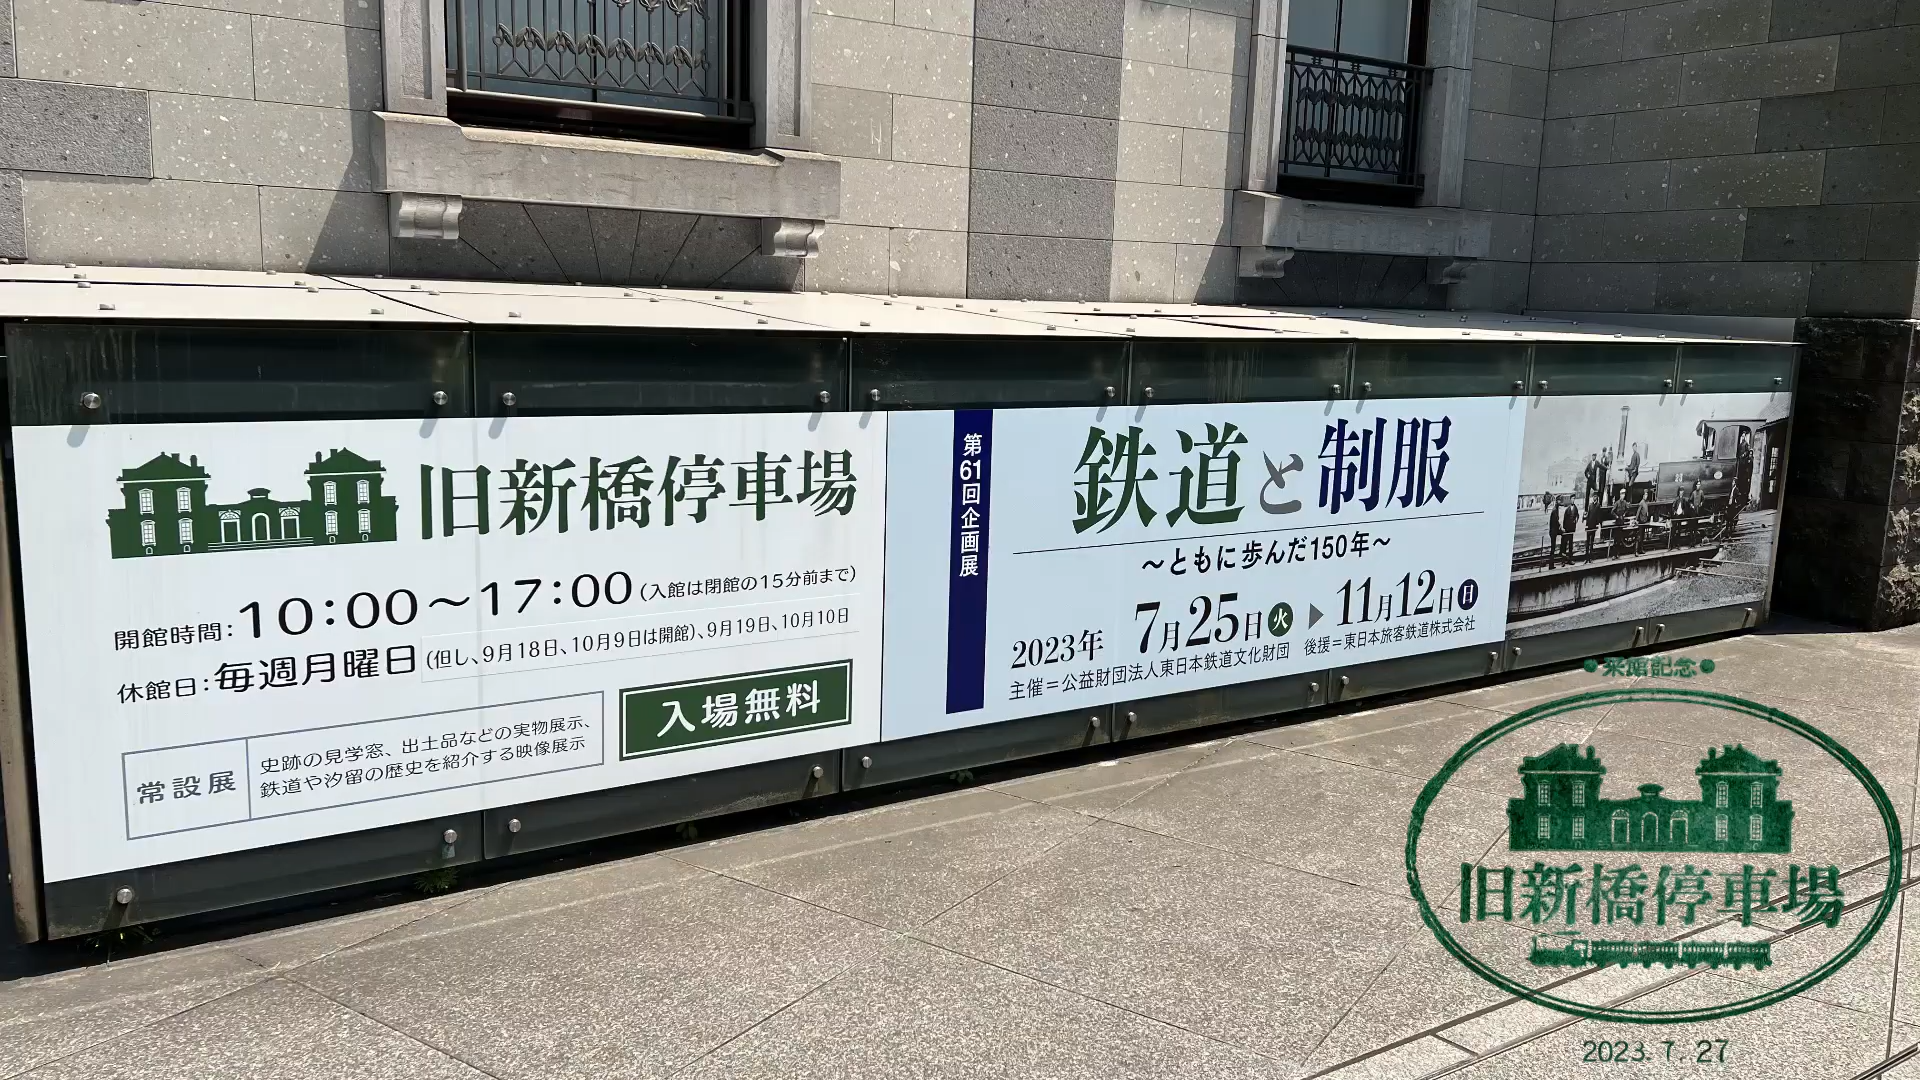 旧新橋停車場
開館時間：10：00～17：00（入館は閉館の15分前まで）
休館日：毎週月曜日（但し、9月18日、10月9日は開館）、9月19日、10月10日
常設展
史跡の見学窓、出土品などの実物展示、
鉄道や汐留の歴史を紹介する映像展示
入場無料
第61回企画展
鉄道と制服
～ともに歩んだ150年～
2023年 7月25日火▶11月12日日
主催＝公益財団法人東日本鉄道文化財団 後援＝東日本旅客鉄道株式会社
●来館記念●
旧新橋停車場
2023. 7. 27